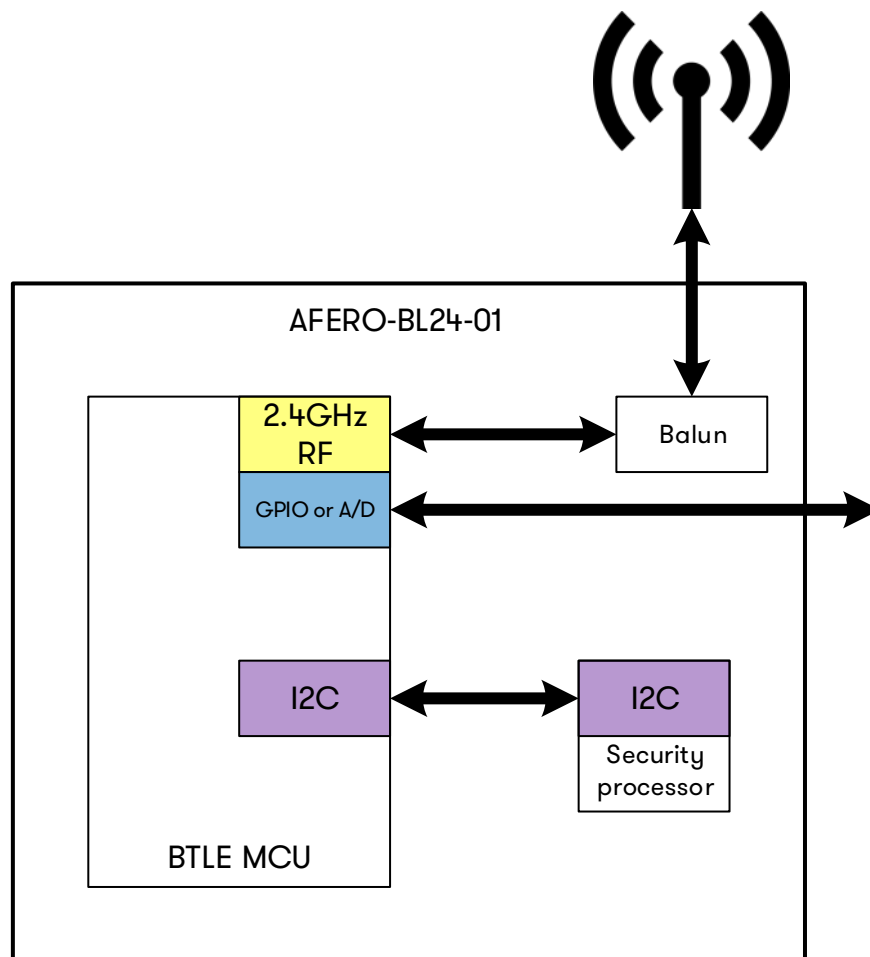 AFERO-BL24-01
2.4GHz
RF
Balun
GPIO or A/D
I2C
I2C
Security
processor
BTLE MCU